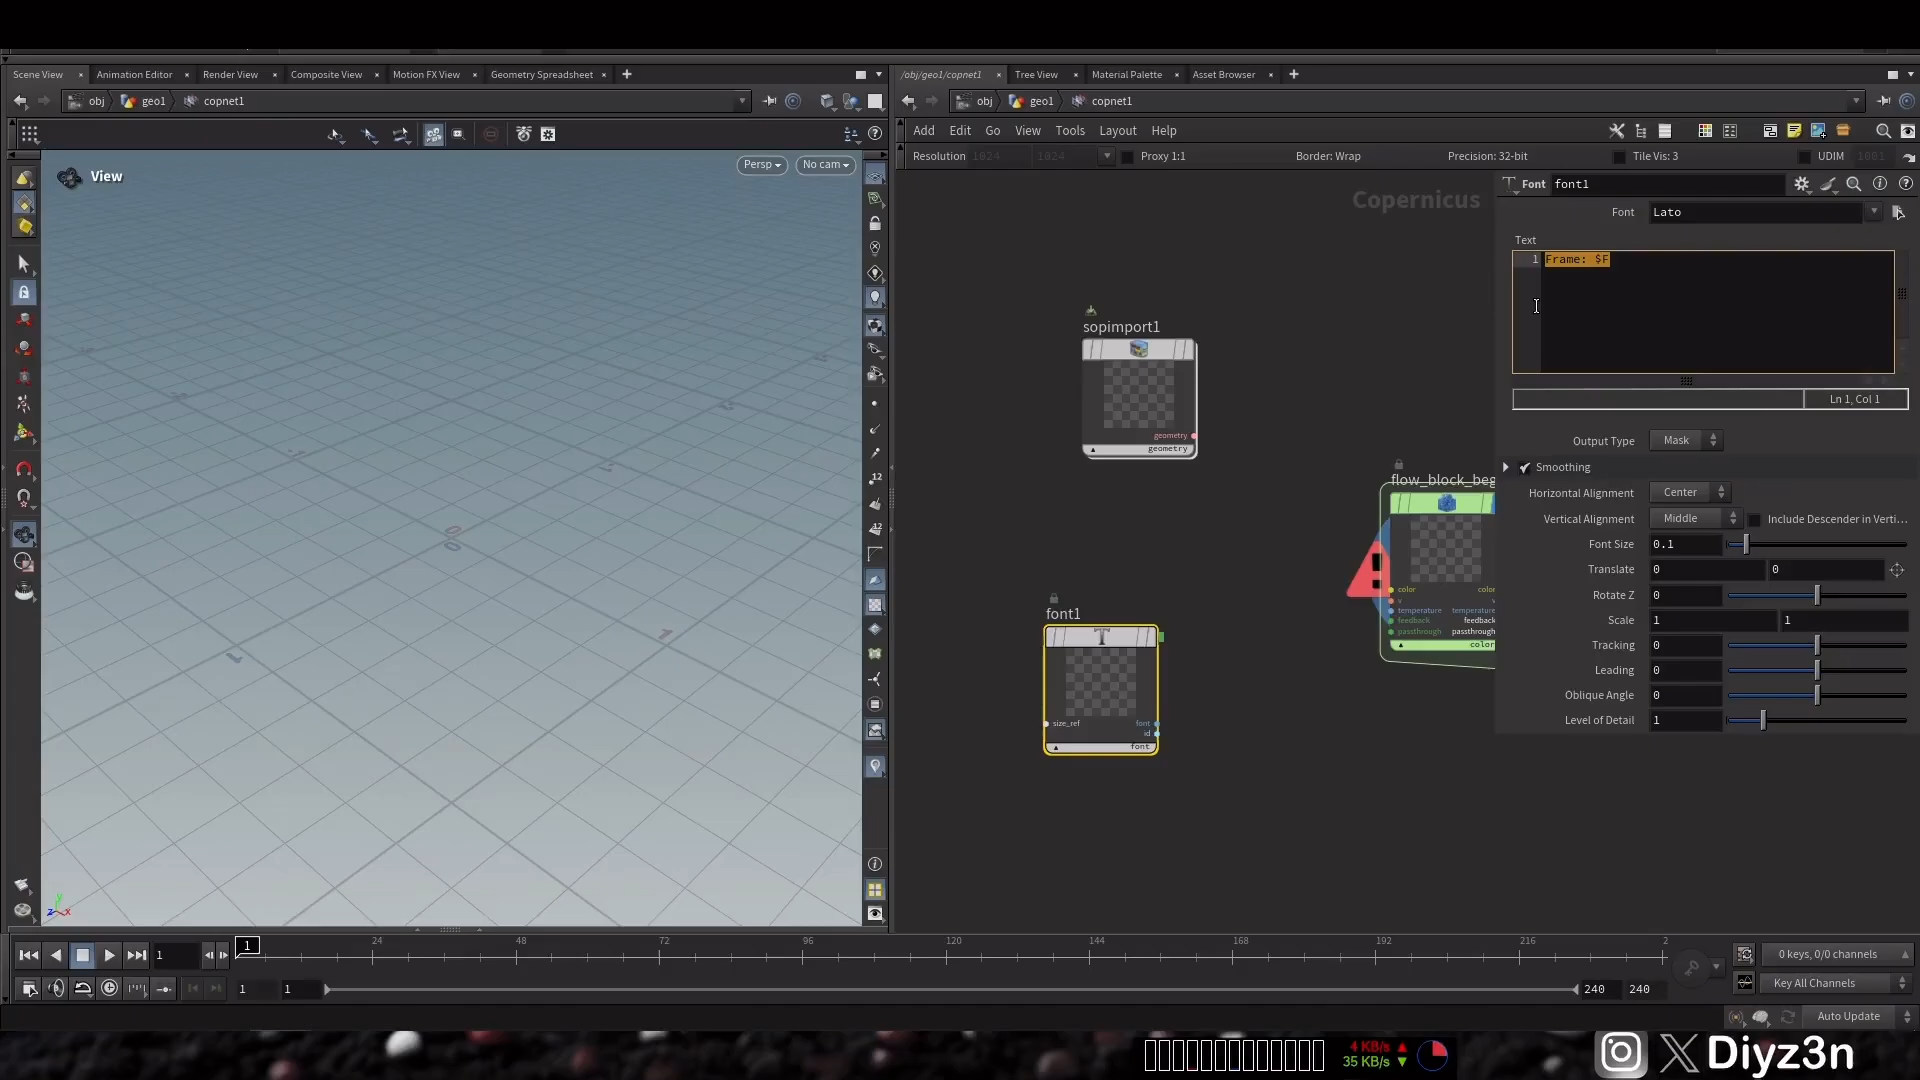 Scene View × Animation Editor × Render View × Composite View × Motion FX View × Geometry Spreadsheet × +
/obj/geo1/copnet1 × Tree View × Material Palette × Asset Browser × +
obj geo1 copnet1
obj geo1 copnet1
Add Edit Go View Tools Layout Help
Resolution 1024 1024 Proxy 1:1 Border: Wrap Precision: 32-bit Tile Vis: 3 UDIM 1001
View
Persp
No cam
Copernicus
Font font1
Font Lato
Text
1 Frame: $F
Ln 1, Col 1
Output Type Mask
Smoothing
Horizontal Alignment Center
Vertical Alignment Middle Include Descender in Verti...
Font Size 0.1
Translate 0 0
Rotate Z 0
Scale 1 1
Tracking 0
Leading 0
Oblique Angle 0
Level of Detail 1
sopimport1
geometry
geometry
flow_block_beg
color color
v v
temperature temperature
feedback feedback
passthrough passthrough
color
font1
size_ref font
id
font
12
12
1 1 24 48 72 96 120 144 168 192 216 2
1 1 240 240
0 keys, 0/0 channels
Key All Channels
Auto Update
4 KB/s
35 KB/s
Diyz3n